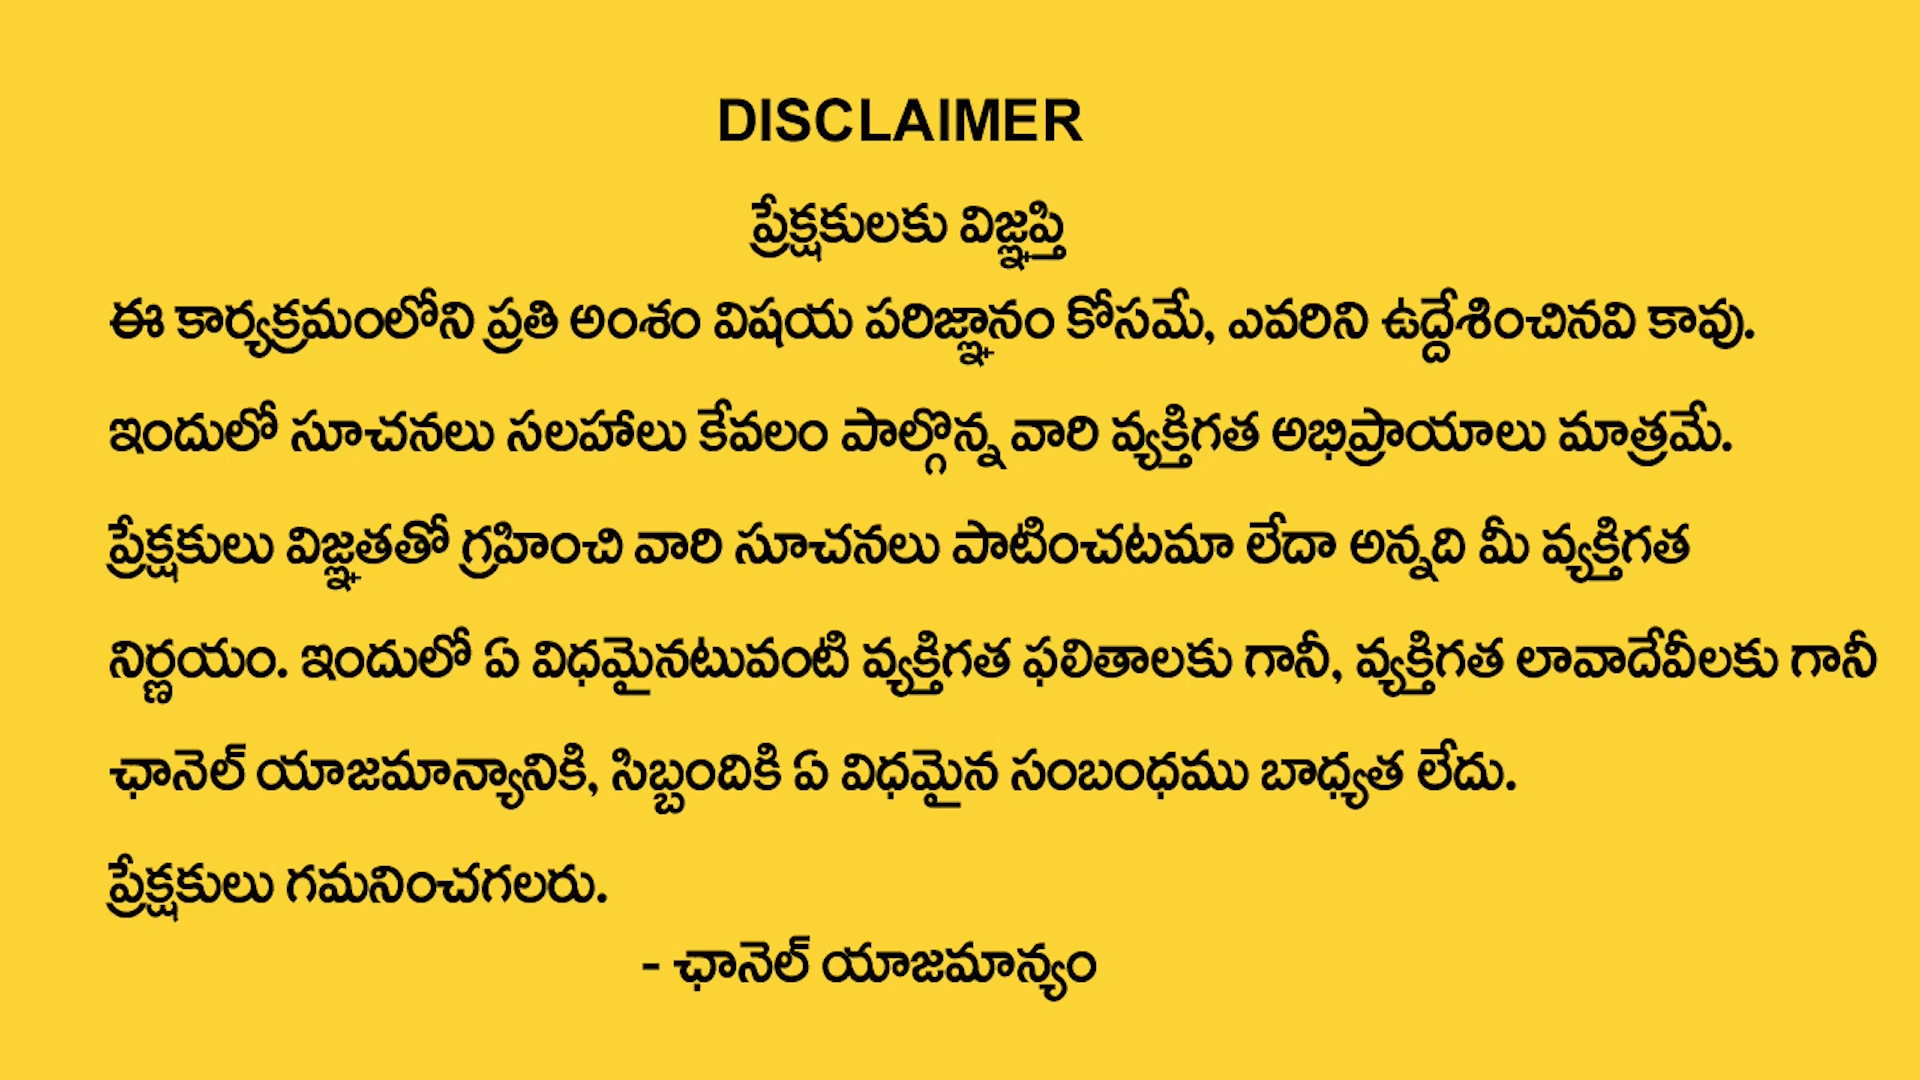 DISCLAIMER
ప్రేక్షకులకు విజ్ఞప్తి
ఈ కార్యక్రమంలోని ప్రతి అంశం విషయ పరిజ్ఞానం కోసమే, ఎవరిని ఉద్దేశించినవి కావు.
ఇందులో సూచనలు సలహాలు కేవలం పాల్గొన్న వారి వ్యక్తిగత అభిప్రాయాలు మాత్రమే.
ప్రేక్షకులు విజ్ఞతతో గ్రహించి వారి సూచనలు పాటించటమా లేదా అన్నది మీ వ్యక్తిగత
నిర్ణయం. ఇందులో ఏ విధమైనటువంటి వ్యక్తిగత ఫలితాలకు గానీ, వ్యక్తిగత లావాదేవీలకు గానీ
ఛానెల్ యాజమాన్యానికి, సిబ్బందికి ఏ విధమైన సంబంధము బాధ్యత లేదు.
ప్రేక్షకులు గమనించగలరు.
- ఛానెల్ యాజమాన్యం